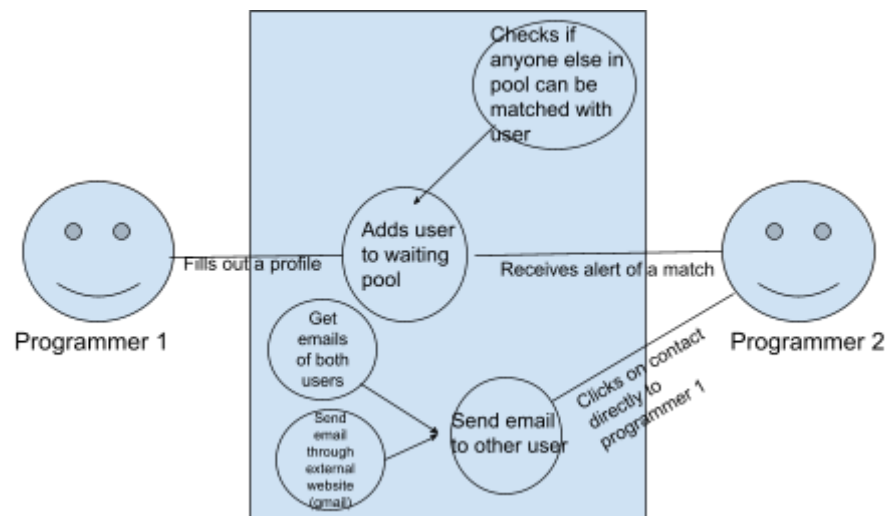 Checks if
anyone else in
pool can be
matched with
user
Adds user
to waiting
pool
Fills out a profile
Receives alert of a match
Programmer 1
Programmer 2
Get
emails
of both
users
Clicks on contact
directly to
programmer 1
Send email
to other user
Send
email
through
external
website
(gmail)